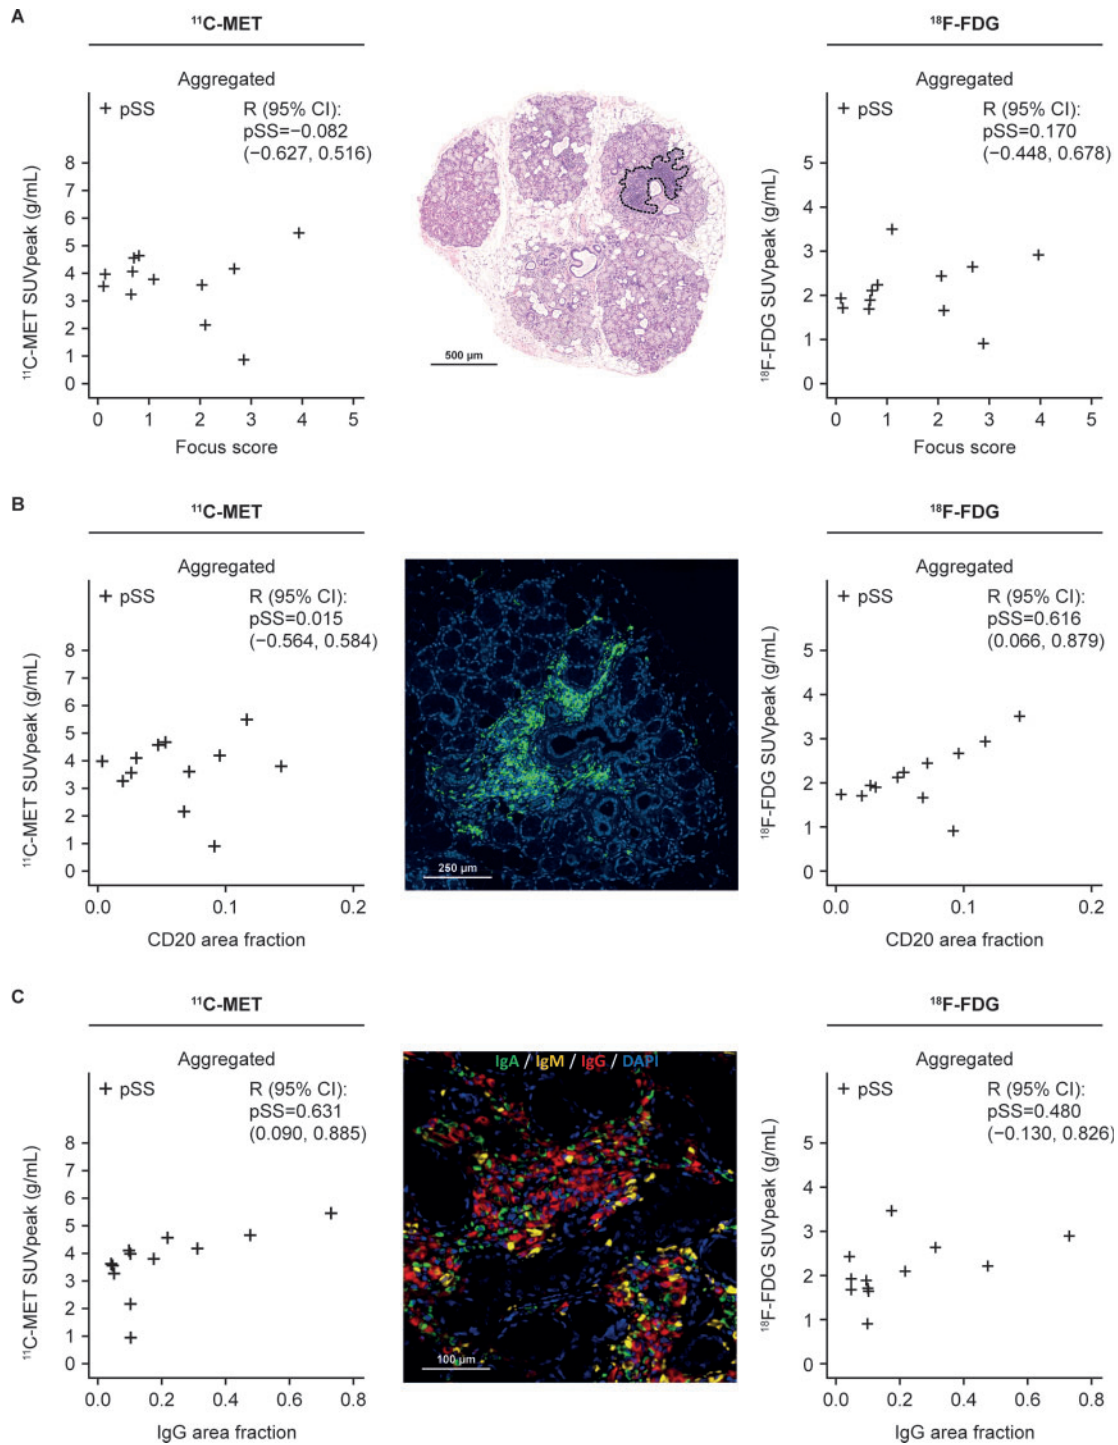 A
¹¹C-MET
Aggregated
+ pSS
R (95% CI):
pSS=−0.082
(−0.627, 0.516)
¹¹C-MET SUVpeak (g/mL)
8
7
6
5
4
3
2
1
0
0 1 2 3 4 5
Focus score
500 µm
¹⁸F-FDG
Aggregated
+ pSS
R (95% CI):
pSS=0.170
(−0.448, 0.678)
¹⁸F-FDG SUVpeak (g/mL)
5
4
3
2
1
0
0 1 2 3 4 5
Focus score
B
¹¹C-MET
Aggregated
+ pSS
R (95% CI):
pSS=0.015
(−0.564, 0.584)
¹¹C-MET SUVpeak (g/mL)
8
7
6
5
4
3
2
1
0
0.0 0.1 0.2
CD20 area fraction
250 µm
¹⁸F-FDG
Aggregated
+ pSS
R (95% CI):
pSS=0.616
(0.066, 0.879)
¹⁸F-FDG SUVpeak (g/mL)
5
4
3
2
1
0
0.0 0.1 0.2
CD20 area fraction
C
¹¹C-MET
Aggregated
+ pSS
R (95% CI):
pSS=0.631
(0.090, 0.885)
¹¹C-MET SUVpeak (g/mL)
8
7
6
5
4
3
2
1
0
0.0 0.2 0.4 0.6 0.8 1.0
IgG area fraction
IgA / IgM / IgG / DAPI
100 µm
¹⁸F-FDG
Aggregated
+ pSS
R (95% CI):
pSS=0.480
(−0.130, 0.826)
¹⁸F-FDG SUVpeak (g/mL)
5
4
3
2
1
0
0.0 0.2 0.4 0.6 0.8 1.0
IgG area fraction